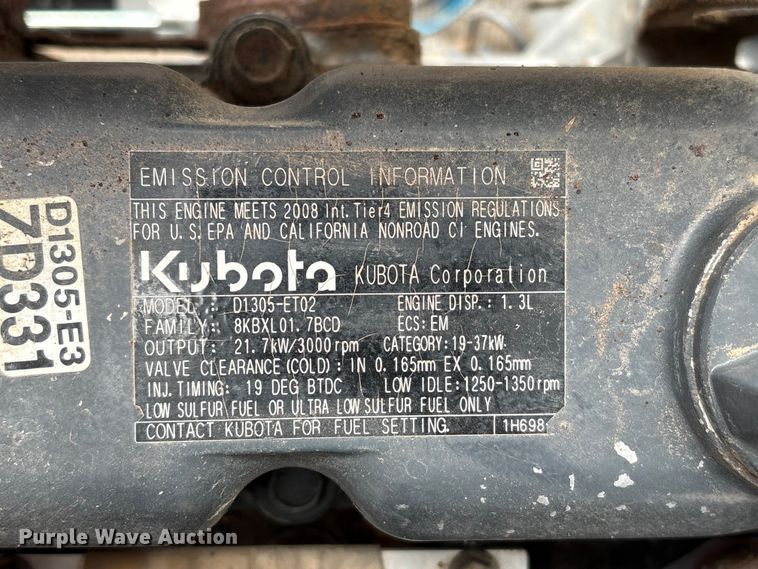 EMISSION CONTROL INFORMATION
THIS ENGINE MEETS 2008 Int. Tier4 EMISSION REGULATIONS
FOR U.S. EPA AND CALIFORNIA NONROAD CI ENGINES.
Kubota KUBOTA Corporation
MODEL : D1305-ET02 ENGINE DISP.: 1.3L
FAMILY : 8KBXL01.7BCD ECS: EM
OUTPUT : 21.7kW/3000rpm CATEGORY: 19-37kW
VALVE CLEARANCE (COLD) : IN 0.165mm EX 0.165mm
INJ. TIMING: 19 DEG BTDC LOW IDLE: 1250-1350rpm
LOW SULFUR FUEL OR ULTRA LOW SULFUR FUEL ONLY
CONTACT KUBOTA FOR FUEL SETTING. 1H698
D1305-E3
7D331
Purple Wave Auction